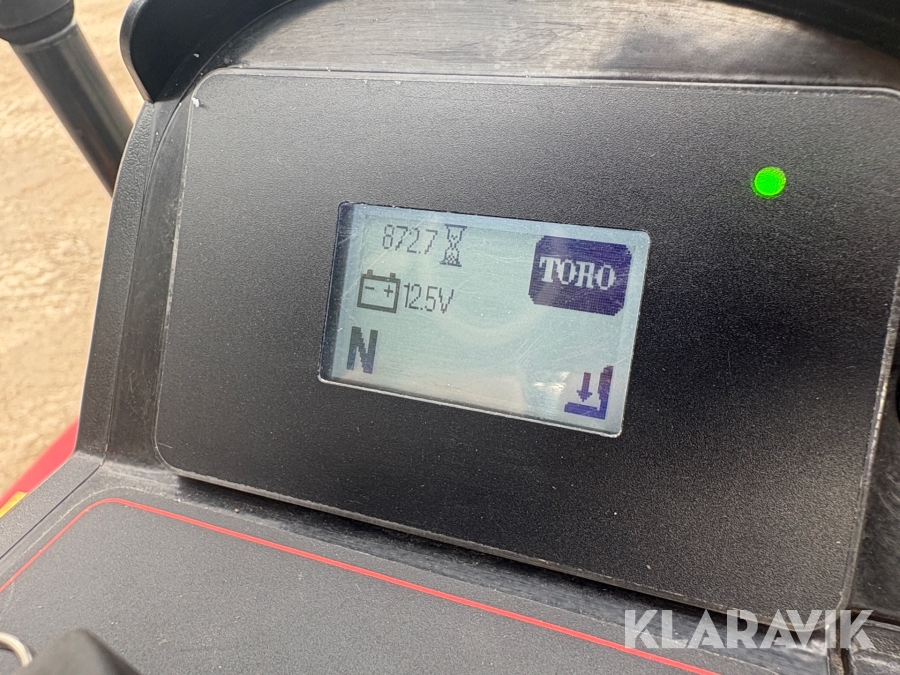 872.7
TORO
- +
12.5V
N
KLARAVIK